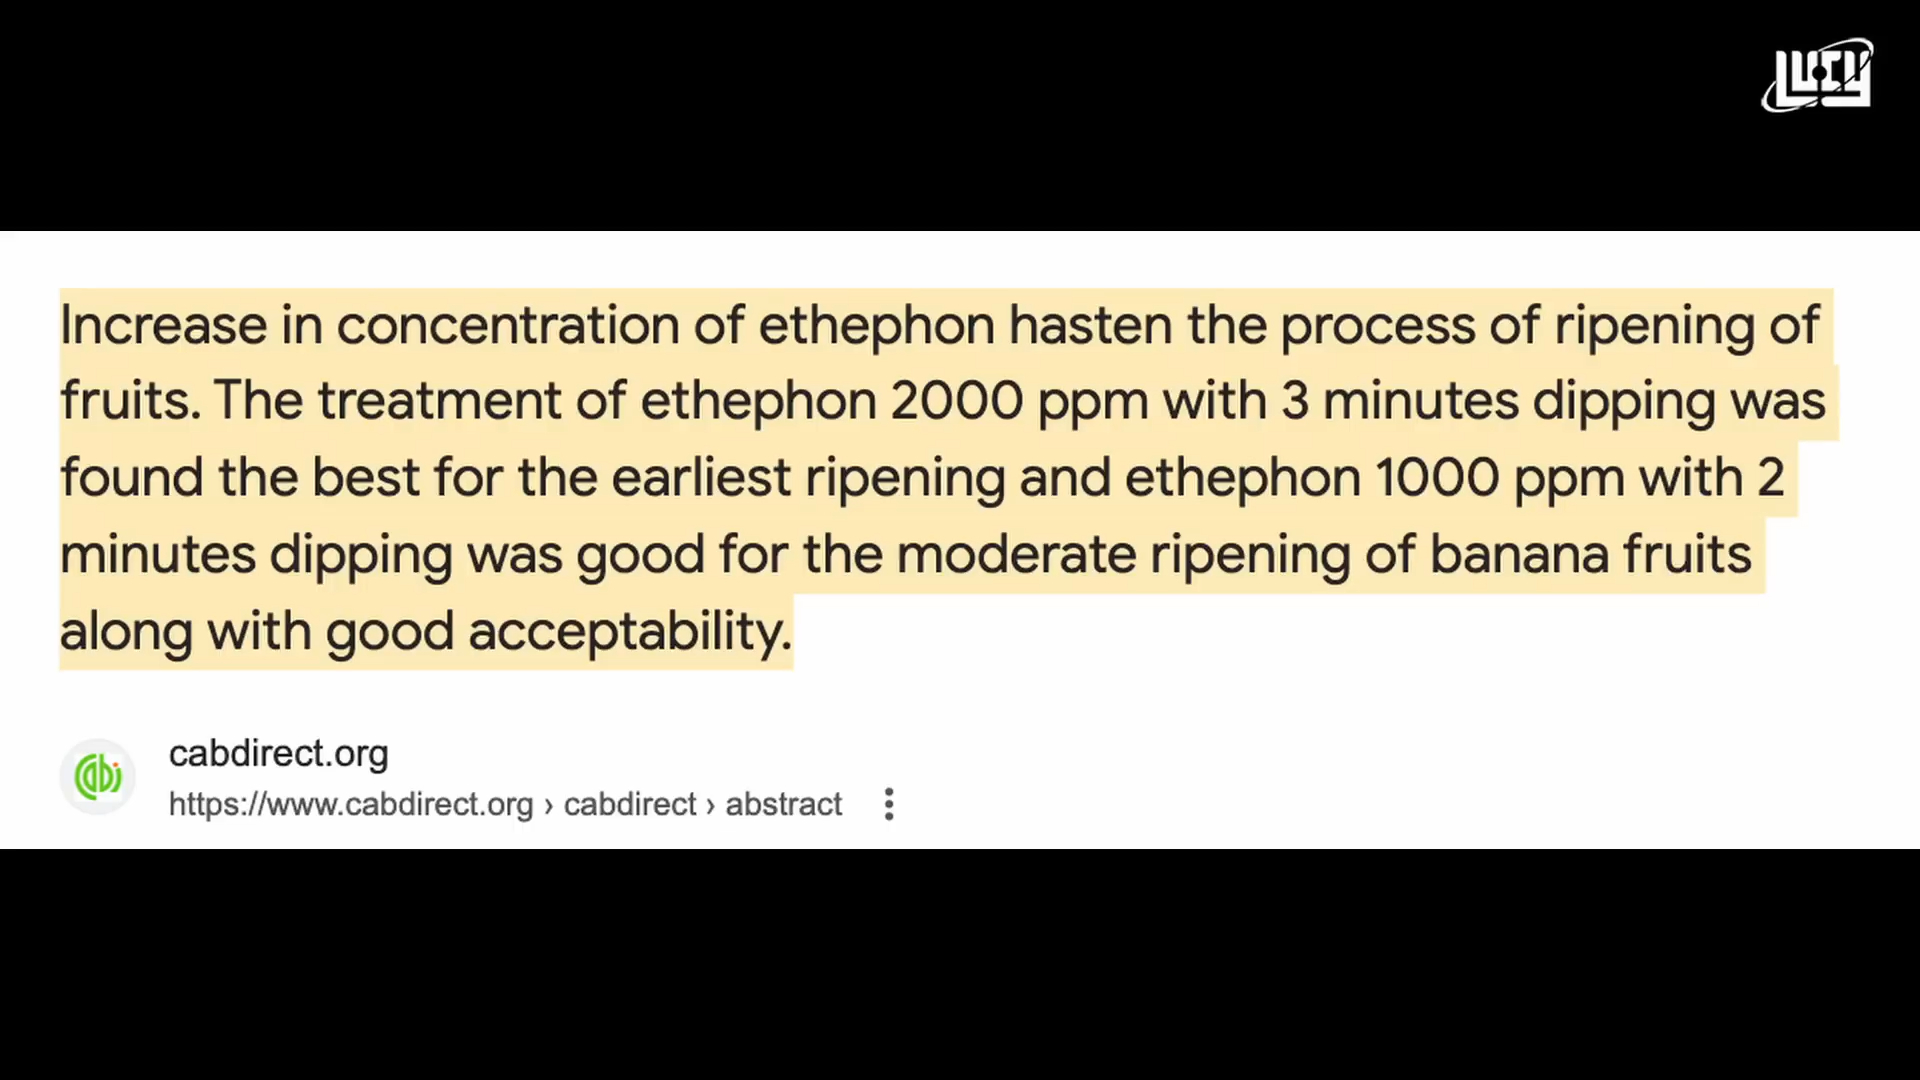 LUCY
Increase in concentration of ethephon hasten the process of ripening of
fruits. The treatment of ethephon 2000 ppm with 3 minutes dipping was
found the best for the earliest ripening and ethephon 1000 ppm with 2
minutes dipping was good for the moderate ripening of banana fruits
along with good acceptability.
cabi
cabdirect.org
https://www.cabdirect.org › cabdirect › abstract